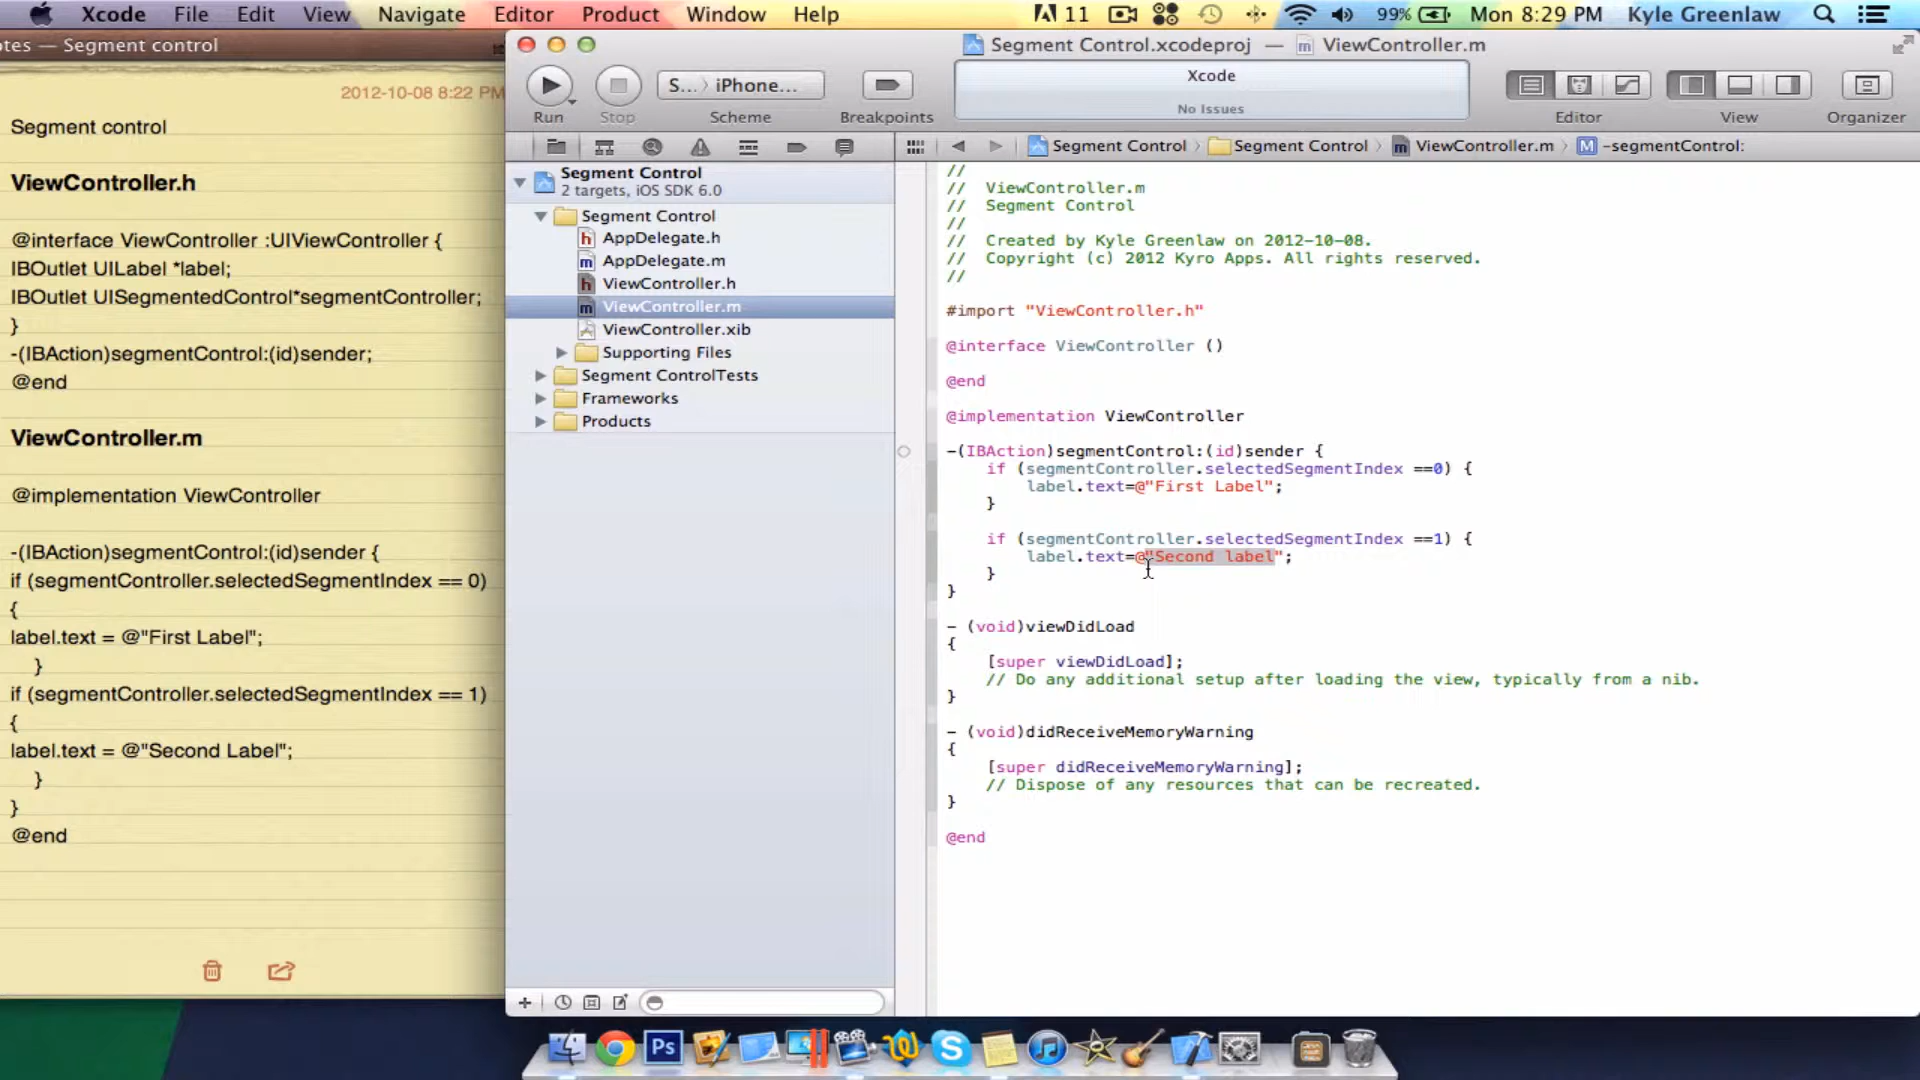 Xcode File Edit View Navigate Editor Product Window Help 11 99% Mon 8:29 PM Kyle Greenlaw
otes — Segment control
2012-10-08 8:22 PM
Segment control
ViewController.h
@interface ViewController :UIViewController {
IBOutlet UILabel *label;
IBOutlet UISegmentedControl*segmentController;
}
-(IBAction)segmentControl:(id)sender;
@end
ViewController.m
@implementation ViewController
-(IBAction)segmentControl:(id)sender {
if (segmentController.selectedSegmentIndex == 0)
{
label.text = @"First Label";
}
if (segmentController.selectedSegmentIndex == 1)
{
label.text = @"Second Label";
}
}
@end
Segment Control.xcodeproj — ViewController.m
S... iPhone...
Xcode
No Issues
Run Stop Scheme Breakpoints Editor View Organizer
Segment Control Segment Control ViewController.m M -segmentControl:
Segment Control
2 targets, iOS SDK 6.0
Segment Control
h AppDelegate.h
m AppDelegate.m
h ViewController.h
m ViewController.m
ViewController.xib
Supporting Files
Segment ControlTests
Frameworks
Products
//
// ViewController.m
// Segment Control
//
// Created by Kyle Greenlaw on 2012-10-08.
// Copyright (c) 2012 Kyro Apps. All rights reserved.
//
#import "ViewController.h"
@interface ViewController ()
@end
@implementation ViewController
-(IBAction)segmentControl:(id)sender {
if (segmentController.selectedSegmentIndex ==0) {
label.text=@"First Label";
}
if (segmentController.selectedSegmentIndex ==1) {
label.text=@"Second label";
}
}
- (void)viewDidLoad
{
[super viewDidLoad];
// Do any additional setup after loading the view, typically from a nib.
}
- (void)didReceiveMemoryWarning
{
[super didReceiveMemoryWarning];
// Dispose of any resources that can be recreated.
}
@end
Ps